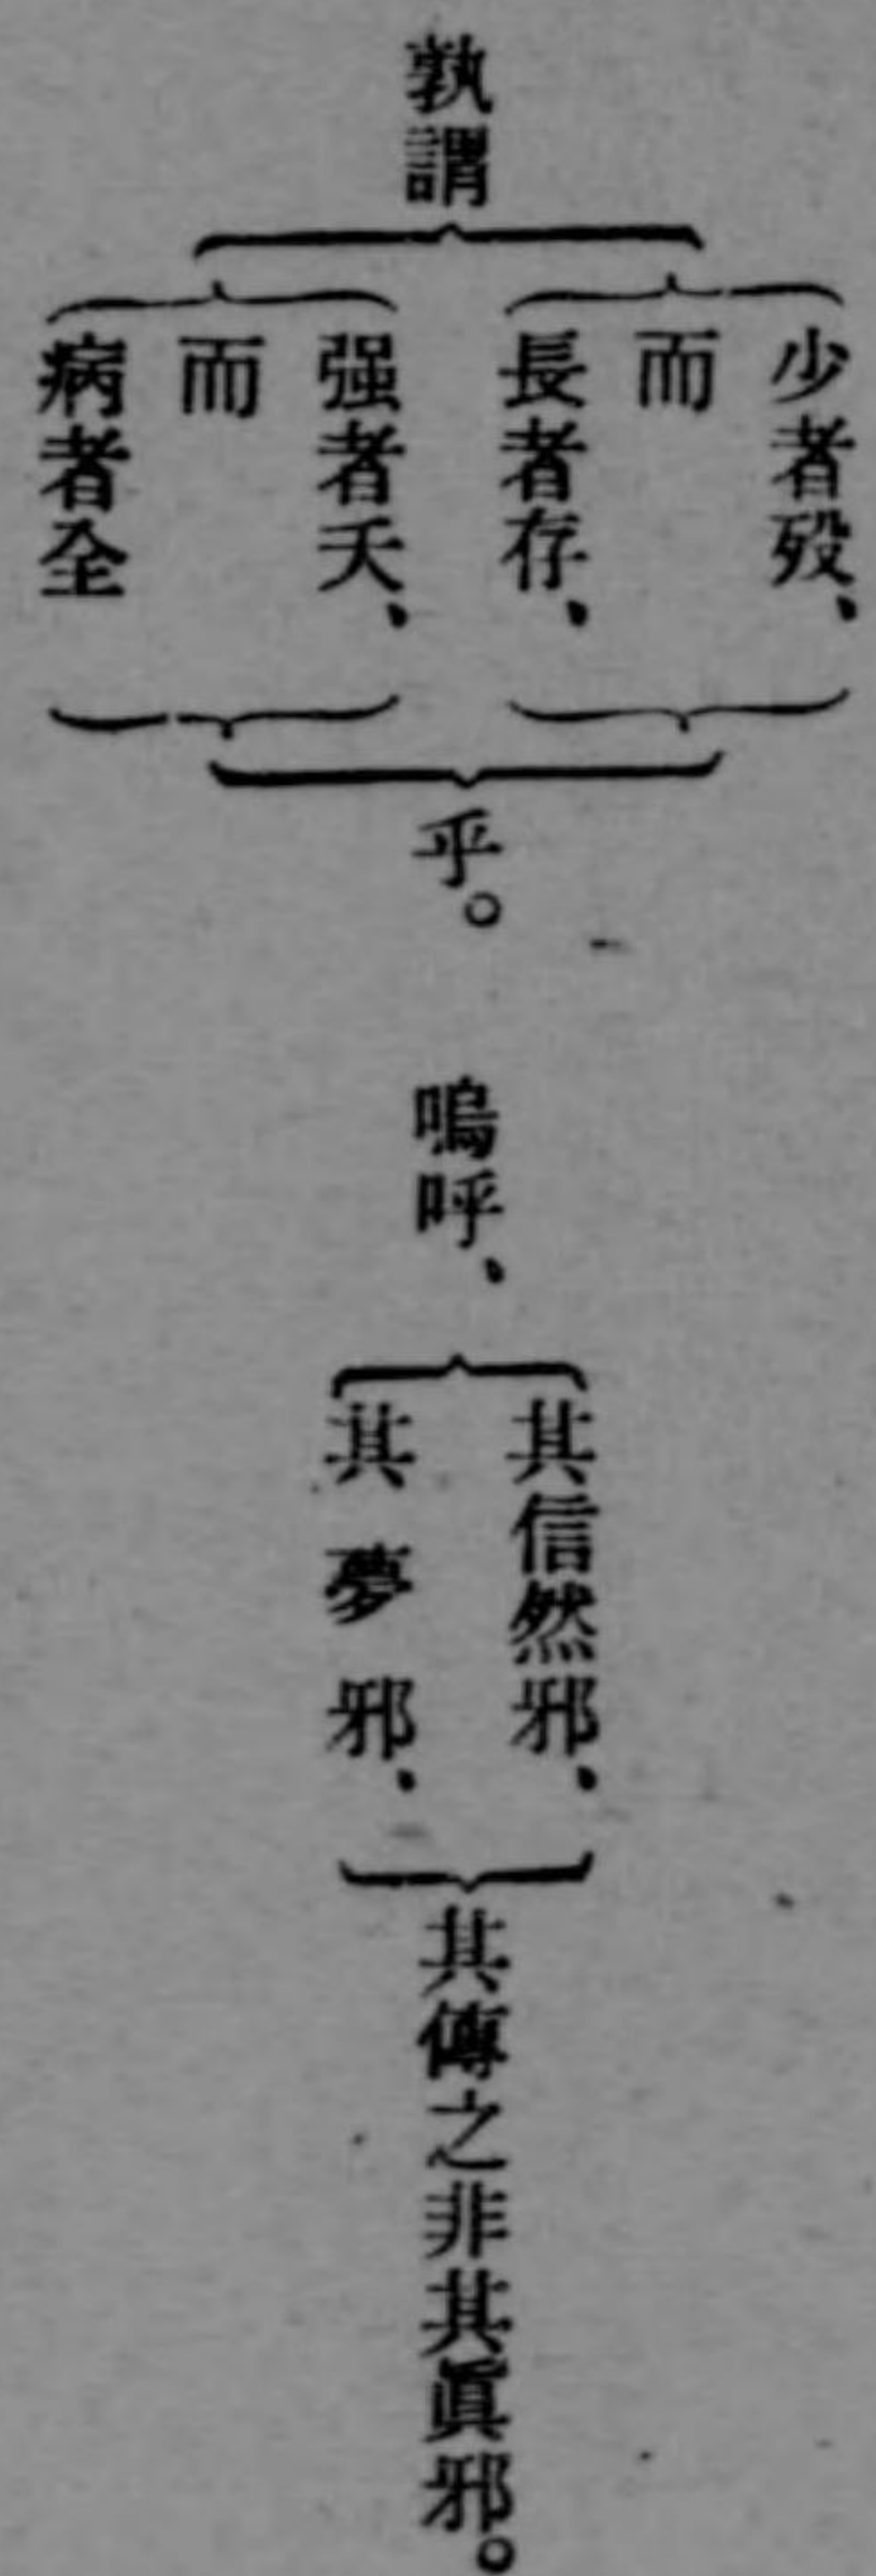 孰謂
少者歿、
而
長者存、
强者夭、
而
病者全
乎。
嗚呼、
其信然邪、
其夢邪、
其傳之非其眞邪。